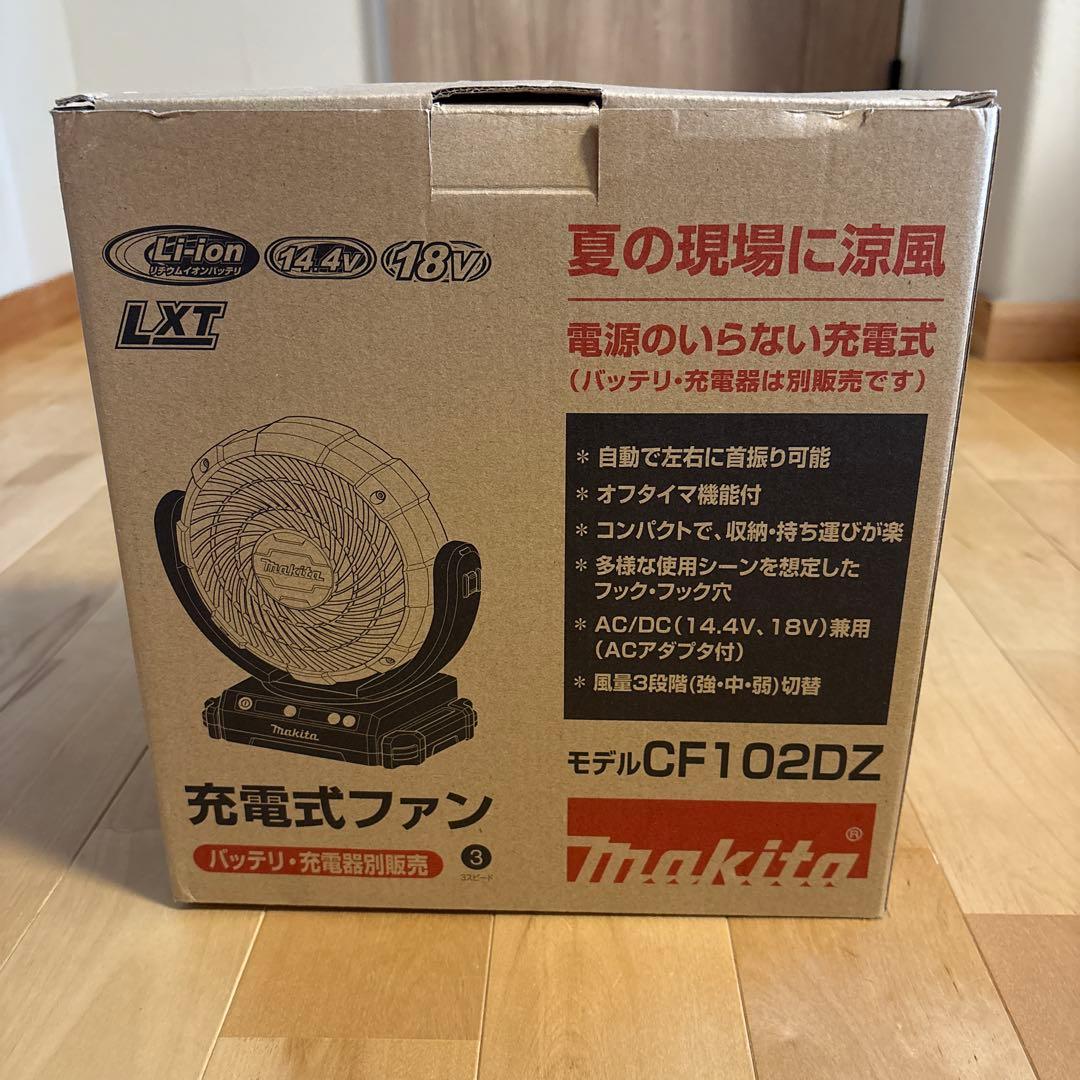 Li-ion
リチウムイオンバッテリ
14.4V
18V
LXT
夏の現場に涼風
電源のいらない充電式
(バッテリ・充電器は別販売です)
* 自動で左右に首振り可能
* オフタイマ機能付
* コンパクトで、収納・持ち運びが楽
* 多様な使用シーンを想定した
フック・フック穴
* AC/DC(14.4V、18V)兼用
(ACアダプタ付)
* 風量3段階(強・中・弱)切替
makita
makita
モデルCF102DZ
充電式ファン
バッテリ・充電器別販売
3
3スピード
makita®